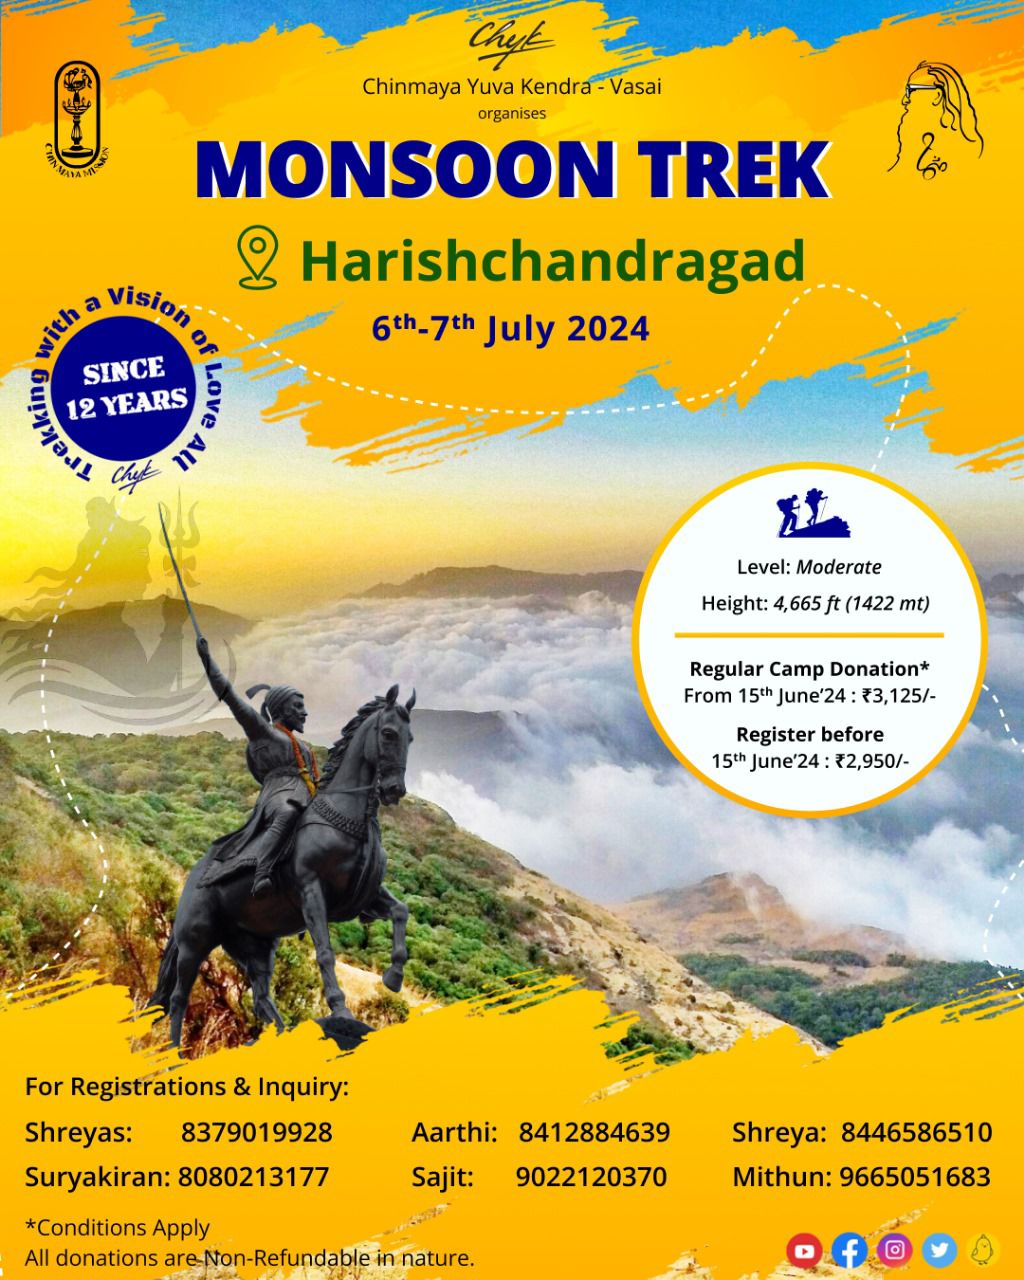 Chyk
Chinmaya Yuva Kendra - Vasai
organises
CHINMAYA MISSION
MONSOON TREK
Harishchandragad
6th-7th July 2024
Trekking with a Vision of Love All
SINCE
12 YEARS
Chyk
Level: Moderate
Height: 4,665 ft (1422 mt)
Regular Camp Donation*
From 15th June'24 : ₹3,125/-
Register before
15th June'24 : ₹2,950/-
For Registrations & Inquiry:
Shreyas: 8379019928 Aarthi: 8412884639 Shreya: 8446586510
Suryakiran: 8080213177 Sajit: 9022120370 Mithun: 9665051683
*Conditions Apply
All donations are Non-Refundable in nature.